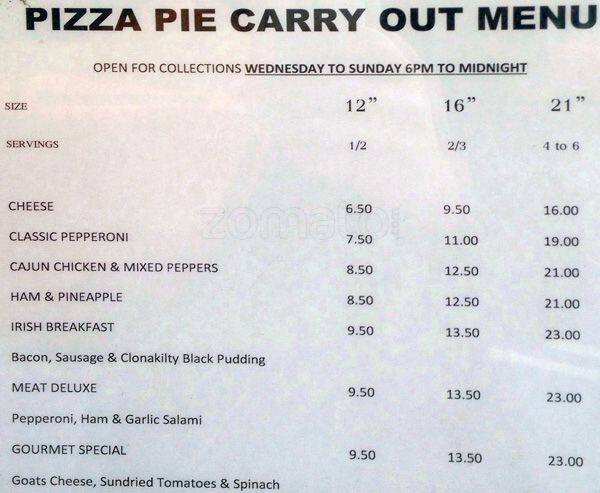 PIZZA PIE CARRY OUT MENU
OPEN FOR COLLECTIONS WEDNESDAY TO SUNDAY 6PM TO MIDNIGHT
SIZE 12” 16” 21”
SERVINGS 1/2 2/3 4 to 6
CHEESE 6.50 9.50 16.00
zomato
CLASSIC PEPPERONI 7.50 11.00 19.00
CAJUN CHICKEN & MIXED PEPPERS 8.50 12.50 21.00
HAM & PINEAPPLE 8.50 12.50 21.00
IRISH BREAKFAST 9.50 13.50 23.00
Bacon, Sausage & Clonakilty Black Pudding
MEAT DELUXE 9.50 13.50 23.00
Pepperoni, Ham & Garlic Salami
GOURMET SPECIAL 9.50 13.50 23.00
Goats Cheese, Sundried Tomatoes & Spinach